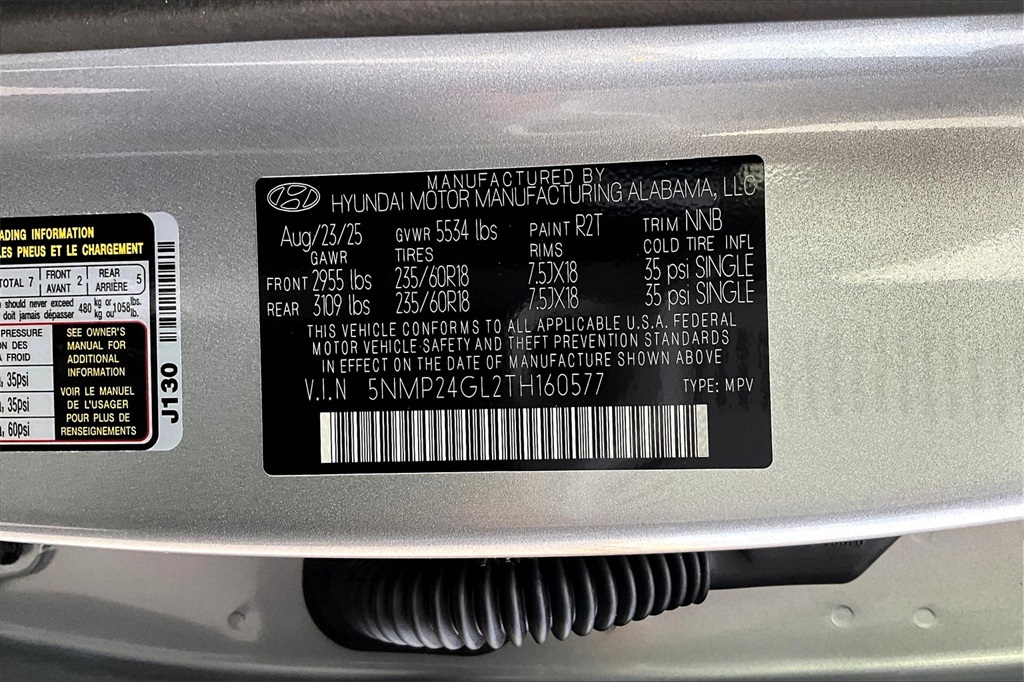 ADING INFORMATION
LES PNEUS ET LE CHARGEMENT
TOTAL 7 FRONT AVANT 2 REAR ARRIÈRE 5
should never exceed 480 kg or 1058 lbs.
doit jamais dépasser kg ou lb.
PRESSURE
ON DES
A FROID
35psi
35psi
60psi
SEE OWNER'S
MANUAL FOR
ADDITIONAL
INFORMATION
VOIR LE MANUEL
DE L'USAGER
POUR PLUS DE
RENSEIGNEMENTS
J130
MANUFACTURED BY
HYUNDAI MOTOR MANUFACTURING ALABAMA, LLC
Aug/23/25 GVWR 5534 lbs PAINT R2T TRIM NNB
GAWR TIRES RIMS COLD TIRE INFL
FRONT 2955 lbs 235/60R18 7.5JX18 35 psi SINGLE
REAR 3109 lbs 235/60R18 7.5JX18 35 psi SINGLE
THIS VEHICLE CONFORMS TO ALL APPLICABLE U.S.A. FEDERAL
MOTOR VEHICLE SAFETY AND THEFT PREVENTION STANDARDS
IN EFFECT ON THE DATE OF MANUFACTURE SHOWN ABOVE
V.I.N 5NMP24GL2TH160577 TYPE: MPV